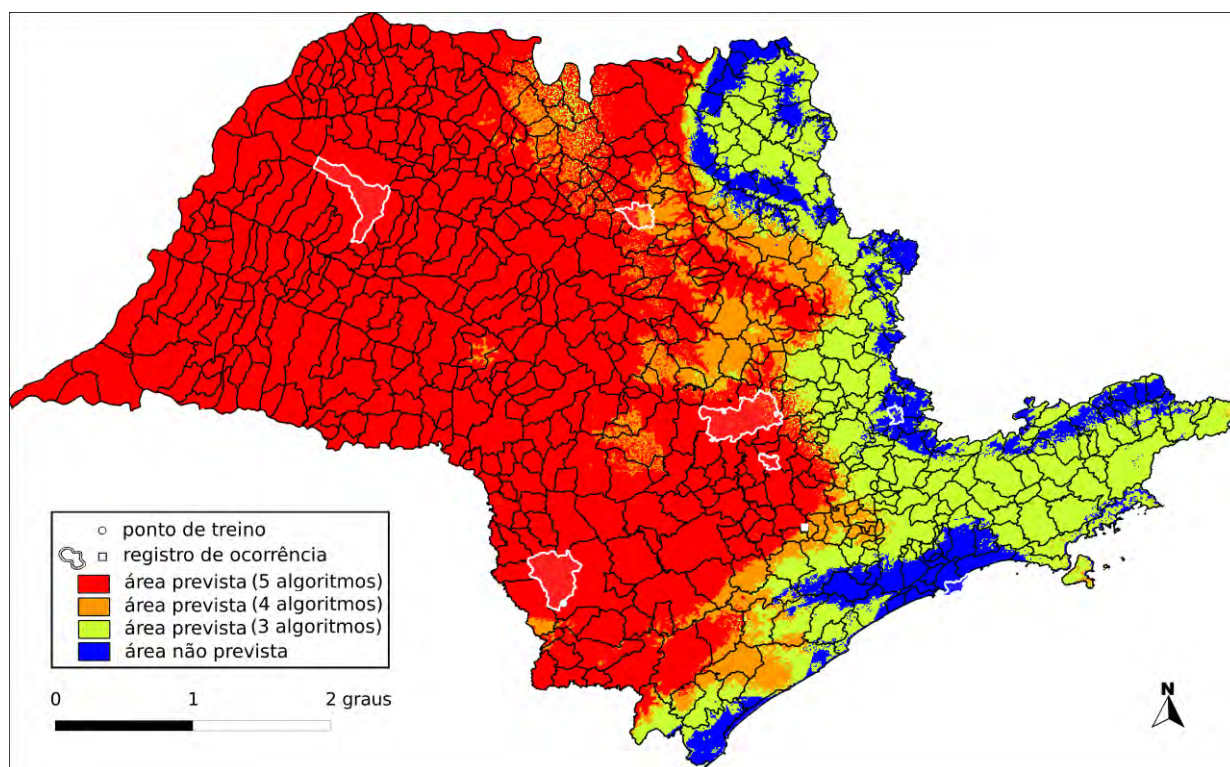 ponto de treino
registro de ocorrência
área prevista (5 algoritmos)
área prevista (4 algoritmos)
área prevista (3 algoritmos)
área não prevista
0 1 2 graus
N